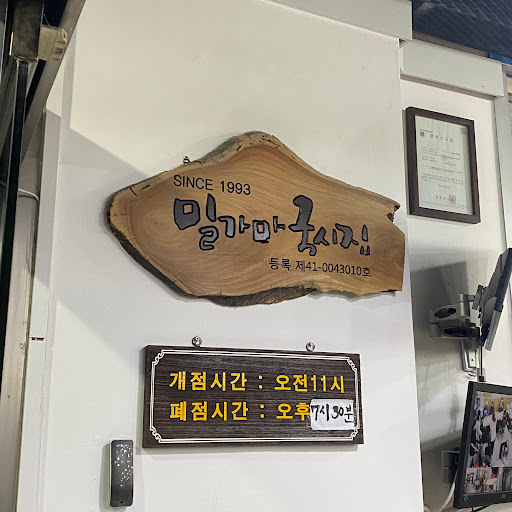 SINCE 1993
밀가마 국시집
등록 제41-0043010호
개점시간 : 오전11시
폐점시간 : 오후7시30분